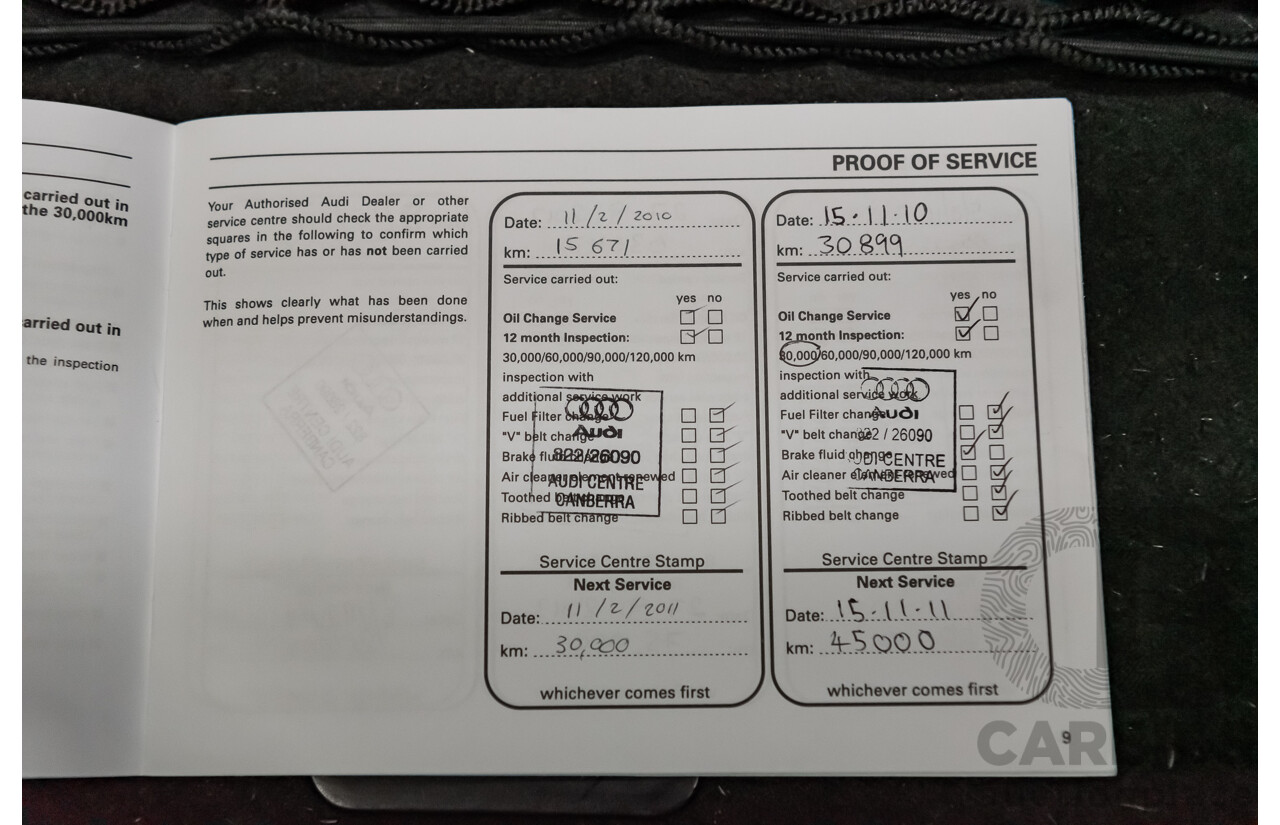 carried out in
the 30,000km
arried out in
the inspection
PROOF OF SERVICE
Your Authorised Audi Dealer or other
service centre should check the appropriate
squares in the following to confirm which
type of service has or has not been carried
out.
This shows clearly what has been done
when and helps prevent misunderstandings.
Date: 11/2/2010
km: 15 671
Service carried out:
yes no
Oil Change Service
12 month Inspection:
30,000/60,000/90,000/120,000 km
inspection with
additional service work
Fuel Filter change
"V" belt change
Brake fluid change
Air cleaner element renewed
Toothed belt change
Ribbed belt change
Audi
822/26090
AUDI CENTRE
CANBERRA
Service Centre Stamp
Next Service
Date: 11/2/2011
km: 30,000
whichever comes first
Date: 15.11.10
km: 30899
Service carried out:
yes no
Oil Change Service
12 month Inspection:
30,000/60,000/90,000/120,000 km
inspection with
additional service work
Fuel Filter change
"V" belt change
Brake fluid change
Air cleaner element renewed
Toothed belt change
Ribbed belt change
Audi
822 / 26090
AUDI CENTRE
CANBERRA
Service Centre Stamp
Next Service
Date: 15.11.11
km: 45000
whichever comes first
9